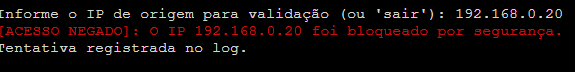 Informe o IP de origem para validação (ou 'sair'): 192.168.0.20
[ACESSO NEGADO]: O IP 192.168.0.20 foi bloqueado por segurança.
Tentativa registrada no log.